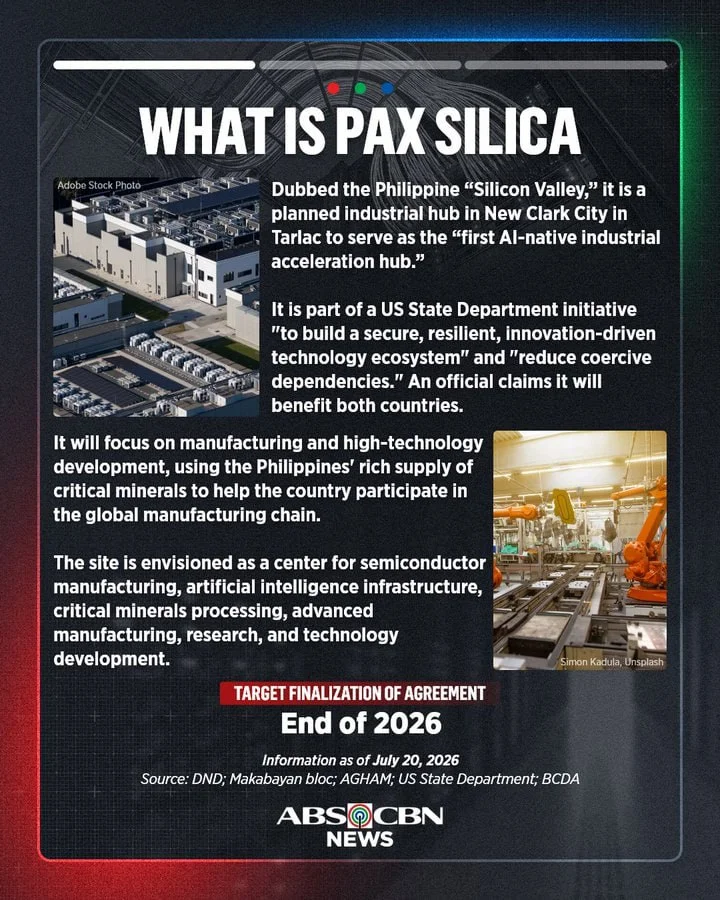 WHAT IS PAX SILICA
Adobe Stock Photo
Dubbed the Philippine “Silicon Valley,” it is a
planned industrial hub in New Clark City in
Tarlac to serve as the “first AI-native industrial
acceleration hub.”
It is part of a US State Department initiative
"to build a secure, resilient, innovation-driven
technology ecosystem" and "reduce coercive
dependencies." An official claims it will
benefit both countries.
It will focus on manufacturing and high-technology
development, using the Philippines' rich supply of
critical minerals to help the country participate in
the global manufacturing chain.
The site is envisioned as a center for semiconductor
manufacturing, artificial intelligence infrastructure,
critical minerals processing, advanced
manufacturing, research, and technology
development.
Simon Kadula, Unsplash
TARGET FINALIZATION OF AGREEMENT
End of 2026
Information as of July 20, 2026
Source: DND; Makabayan bloc; AGHAM; US State Department; BCDA
ABS-CBN
NEWS